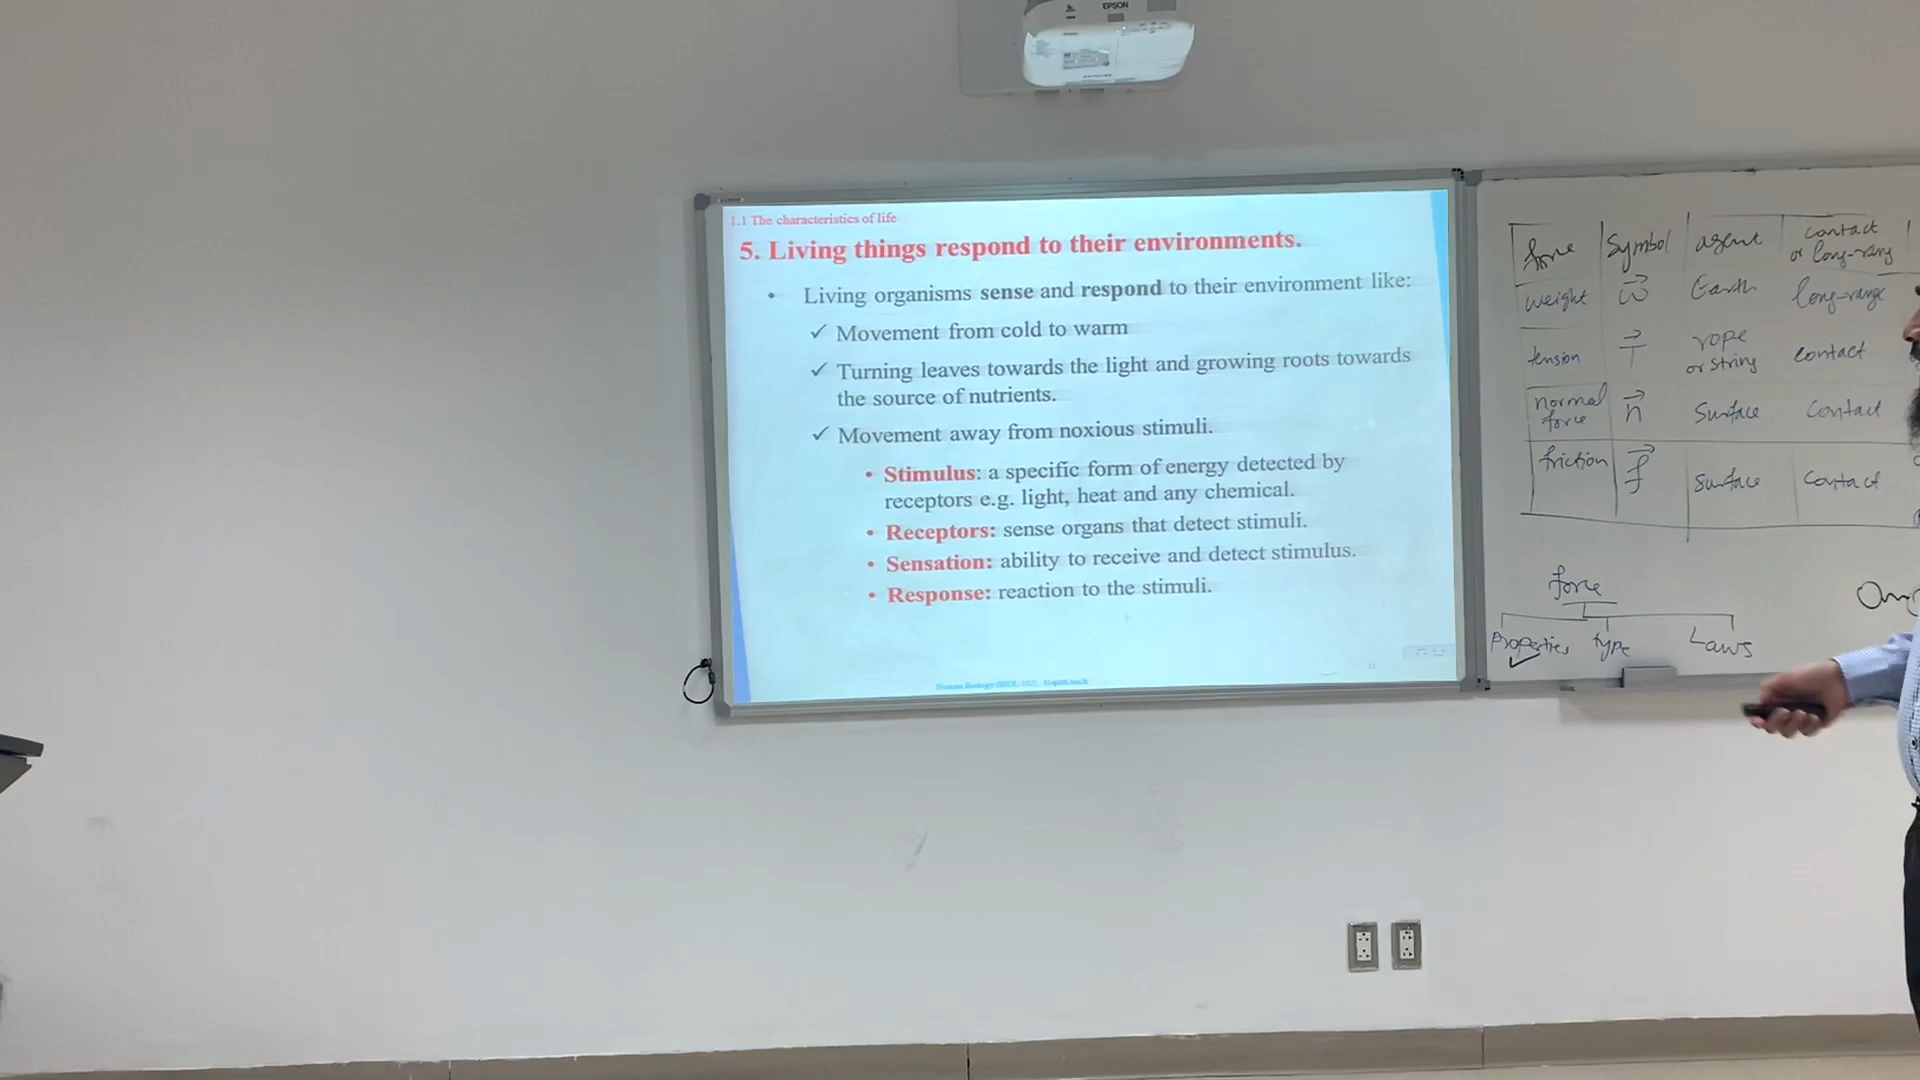 EPSON
1.1 The characteristics of life
5. Living things respond to their environments.
• Living organisms sense and respond to their environment like:
✓ Movement from cold to warm
✓ Turning leaves towards the light and growing roots towards
the source of nutrients.
✓ Movement away from noxious stimuli.
• Stimulus: a specific form of energy detected by
receptors e.g. light, heat and any chemical.
• Receptors: sense organs that detect stimuli.
• Sensation: ability to receive and detect stimulus.
• Response: reaction to the stimuli.
Human Biology
force Symbol agent contact
or long-rang
weight w⃗ Earth long-range
tension T⃗ rope
or string contact
normal
force n⃗ Surface Contact
friction f⃗ Surface Contact
force
Properties type Laws